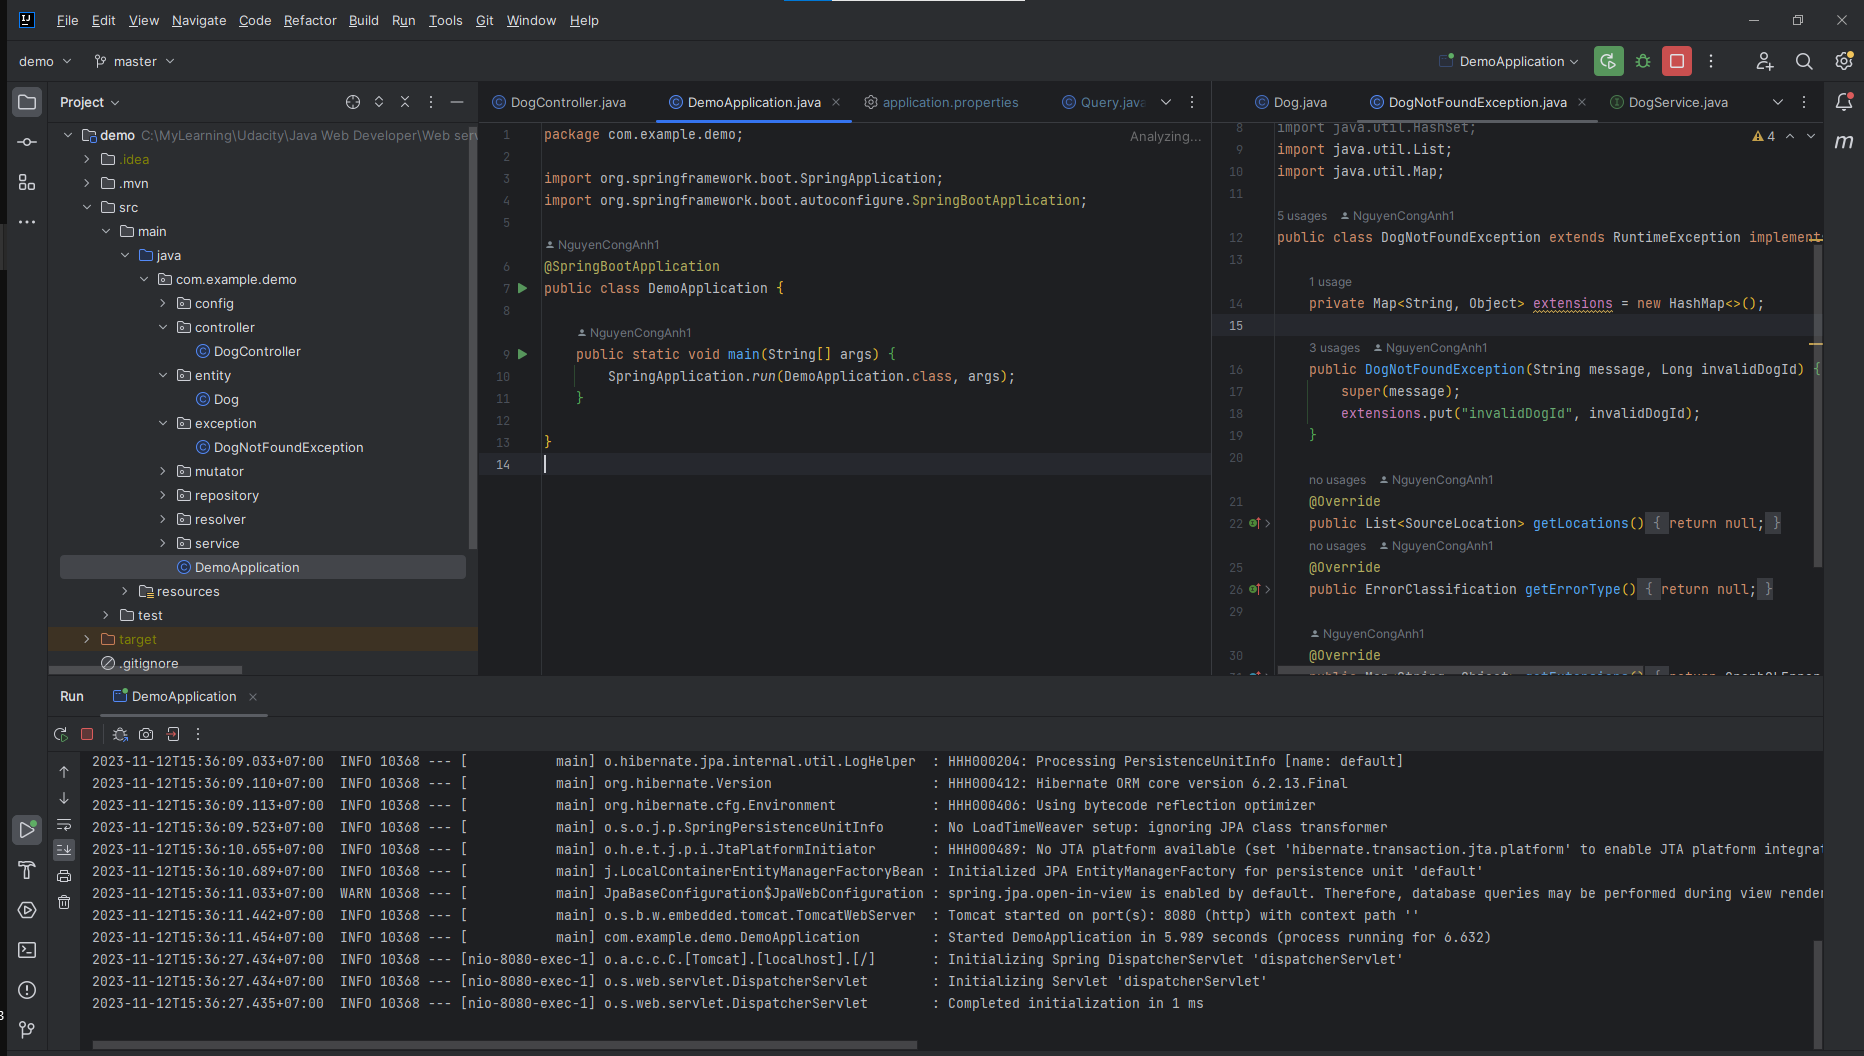 File Edit View Navigate Code Refactor Build Run Tools Git Window Help
demo master DemoApplication
Project
demo C:\MyLearning\Udacity\Java Web Developer\Web serv
.idea
.mvn
src
main
java
com.example.demo
config
controller
DogController
entity
Dog
exception
DogNotFoundException
mutator
repository
resolver
service
DemoApplication
resources
test
target
.gitignore
DogController.java DemoApplication.java application.properties Query.java
Analyzing...
1 package com.example.demo;
2
3 import org.springframework.boot.SpringApplication;
4 import org.springframework.boot.autoconfigure.SpringBootApplication;
5
NguyenCongAnh1
6 @SpringBootApplication
7 public class DemoApplication {
8
NguyenCongAnh1
9 public static void main(String[] args) {
10 SpringApplication.run(DemoApplication.class, args);
11 }
12
13 }
14
Dog.java DogNotFoundException.java DogService.java
4
8 import java.util.HashSet;
9 import java.util.List;
10 import java.util.Map;
11
5 usages NguyenCongAnh1
12 public class DogNotFoundException extends RuntimeException implement
13
1 usage
14 private Map<String, Object> extensions = new HashMap<>();
15
3 usages NguyenCongAnh1
16 public DogNotFoundException(String message, Long invalidDogId) {
17 super(message);
18 extensions.put("invalidDogId", invalidDogId);
19 }
20
no usages NguyenCongAnh1
21 @Override
22 public List<SourceLocation> getLocations() { return null; }
no usages NguyenCongAnh1
25 @Override
26 public ErrorClassification getErrorType() { return null; }
29
NguyenCongAnh1
30 @Override
Run DemoApplication
2023-11-12T15:36:09.033+07:00 INFO 10368 --- [ main] o.hibernate.jpa.internal.util.LogHelper : HHH000204: Processing PersistenceUnitInfo [name: default]
2023-11-12T15:36:09.110+07:00 INFO 10368 --- [ main] org.hibernate.Version : HHH000412: Hibernate ORM core version 6.2.13.Final
2023-11-12T15:36:09.113+07:00 INFO 10368 --- [ main] org.hibernate.cfg.Environment : HHH000406: Using bytecode reflection optimizer
2023-11-12T15:36:09.523+07:00 INFO 10368 --- [ main] o.s.o.j.p.SpringPersistenceUnitInfo : No LoadTimeWeaver setup: ignoring JPA class transformer
2023-11-12T15:36:10.655+07:00 INFO 10368 --- [ main] o.h.e.t.j.p.i.JtaPlatformInitiator : HHH000489: No JTA platform available (set 'hibernate.transaction.jta.platform' to enable JTA platform integrat
2023-11-12T15:36:10.689+07:00 INFO 10368 --- [ main] j.LocalContainerEntityManagerFactoryBean : Initialized JPA EntityManagerFactory for persistence unit 'default'
2023-11-12T15:36:11.033+07:00 WARN 10368 --- [ main] JpaBaseConfiguration$JpaWebConfiguration : spring.jpa.open-in-view is enabled by default. Therefore, database queries may be performed during view render
2023-11-12T15:36:11.442+07:00 INFO 10368 --- [ main] o.s.b.w.embedded.tomcat.TomcatWebServer : Tomcat started on port(s): 8080 (http) with context path ''
2023-11-12T15:36:11.454+07:00 INFO 10368 --- [ main] com.example.demo.DemoApplication : Started DemoApplication in 5.989 seconds (process running for 6.632)
2023-11-12T15:36:27.434+07:00 INFO 10368 --- [nio-8080-exec-1] o.a.c.c.C.[Tomcat].[localhost].[/] : Initializing Spring DispatcherServlet 'dispatcherServlet'
2023-11-12T15:36:27.434+07:00 INFO 10368 --- [nio-8080-exec-1] o.s.web.servlet.DispatcherServlet : Initializing Servlet 'dispatcherServlet'
2023-11-12T15:36:27.435+07:00 INFO 10368 --- [nio-8080-exec-1] o.s.web.servlet.DispatcherServlet : Completed initialization in 1 ms